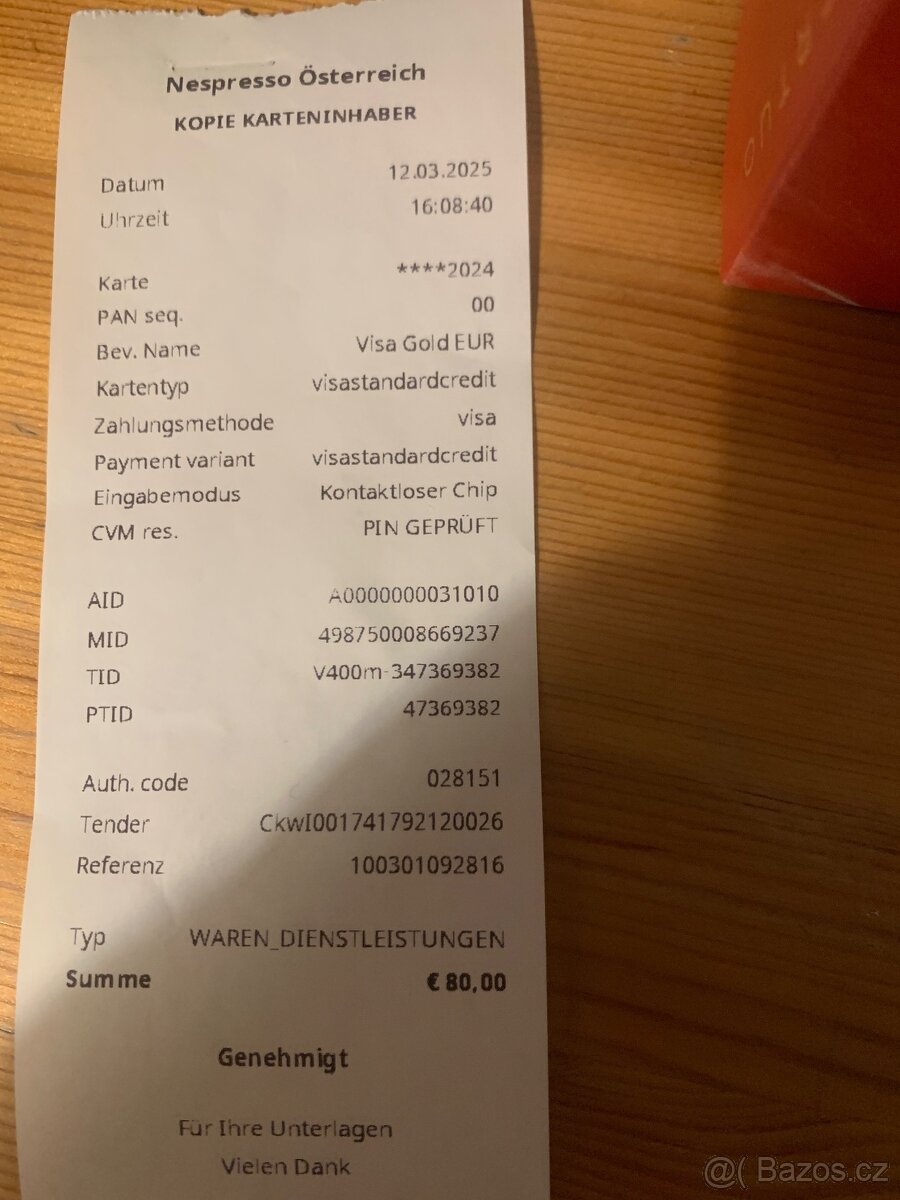 Nespresso Österreich
KOPIE KARTENINHABER
Datum 12.03.2025
Uhrzeit 16:08:40
Karte ****2024
PAN seq. 00
Bev. Name Visa Gold EUR
Kartentyp visastandardcredit
Zahlungsmethode visa
Payment variant visastandardcredit
Eingabemodus Kontaktloser Chip
CVM res. PIN GEPRÜFT
AID A0000000031010
MID 498750008669237
TID V400m-347369382
PTID 47369382
Auth. code 028151
Tender CkwI001741792120026
Referenz 100301092816
Typ WAREN_DIENSTLEISTUNGEN
Summe € 80,00
Genehmigt
Für Ihre Unterlagen
Vielen Dank
@( Bazos.cz